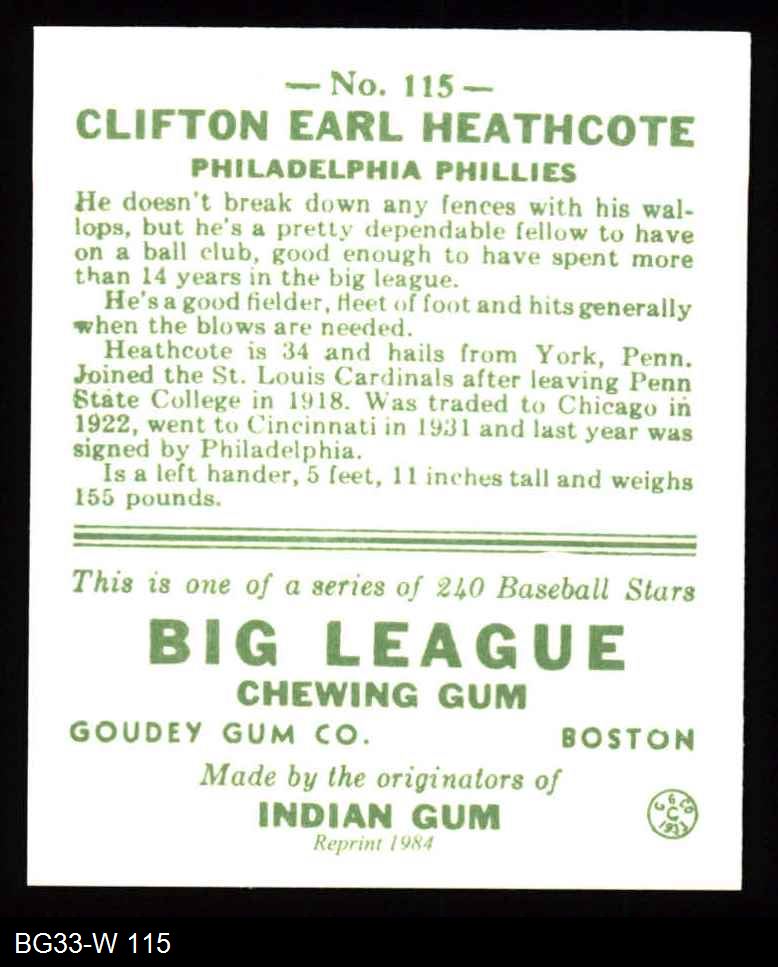 — No. 115 —
CLIFTON EARL HEATHCOTE
PHILADELPHIA PHILLIES
He doesn't break down any fences with his wal-
lops, but he's a pretty dependable fellow to have
on a ball club, good enough to have spent more
than 14 years in the big league.
He's a good fielder, fleet of foot and hits generally
when the blows are needed.
Heathcote is 34 and hails from York, Penn.
Joined the St. Louis Cardinals after leaving Penn
State College in 1918. Was traded to Chicago in
1922, went to Cincinnati in 1931 and last year was
signed by Philadelphia.
Is a left hander, 5 feet, 11 inches tall and weighs
155 pounds.
This is one of a series of 240 Baseball Stars
BIG LEAGUE
CHEWING GUM
GOUDEY GUM CO. BOSTON
Made by the originators of
INDIAN GUM
G G CO
C
1933
Reprint 1984
BG33-W 115